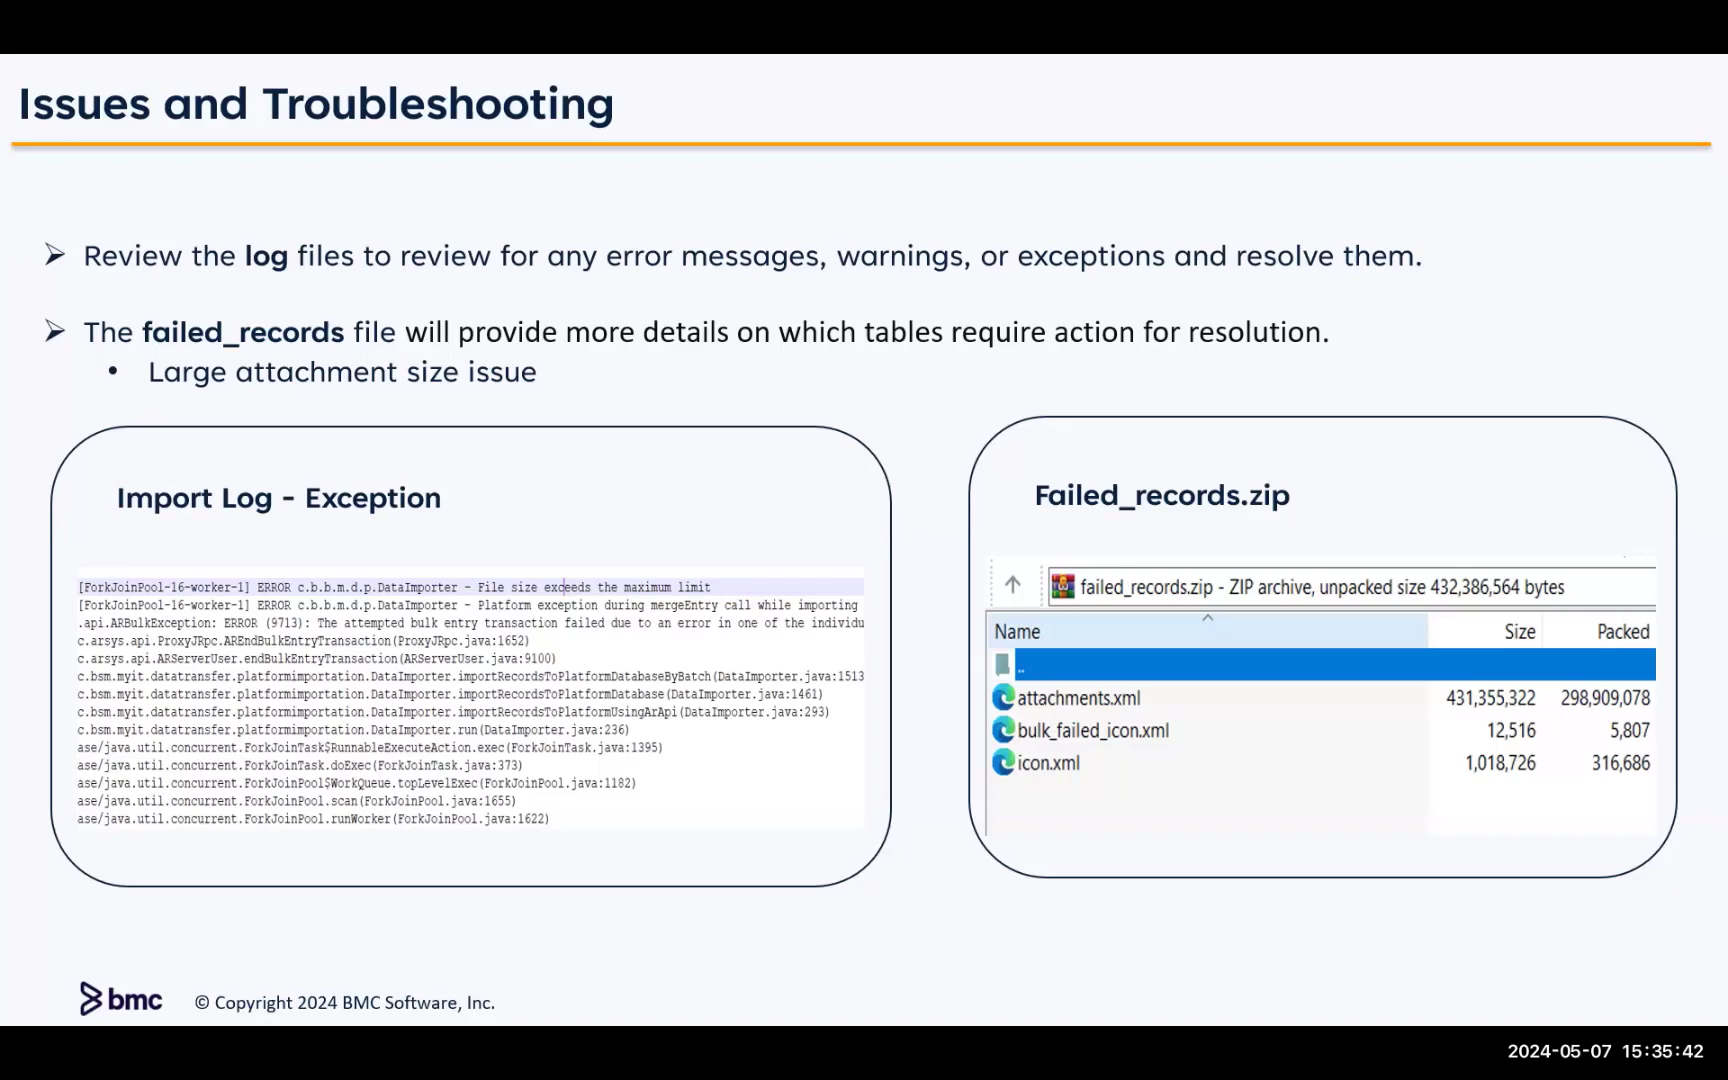 Issues and Troubleshooting
➢ Review the log files to review for any error messages, warnings, or exceptions and resolve them.
➢ The failed_records file will provide more details on which tables require action for resolution.
• Large attachment size issue
Import Log - Exception
[ForkJoinPool-16-worker-1] ERROR c.b.b.m.d.p.DataImporter - File size exceeds the maximum limit
[ForkJoinPool-16-worker-1] ERROR c.b.b.m.d.p.DataImporter - Platform exception during mergeEntry call while importing
.api.ARBulkException: ERROR (9713): The attempted bulk entry transaction failed due to an error in one of the individu
c.arsys.api.ProxyJRpc.AREndBulkEntryTransaction(ProxyJRpc.java:1652)
c.arsys.api.ARServerUser.endBulkEntryTransaction(ARServerUser.java:9100)
c.bsm.myit.datatransfer.platformimportation.DataImporter.importRecordsToPlatformDatabaseByBatch(DataImporter.java:1513
c.bsm.myit.datatransfer.platformimportation.DataImporter.importRecordsToPlatformDatabase(DataImporter.java:1461)
c.bsm.myit.datatransfer.platformimportation.DataImporter.importRecordsToPlatformUsingArApi(DataImporter.java:293)
c.bsm.myit.datatransfer.platformimportation.DataImporter.run(DataImporter.java:236)
ase/java.util.concurrent.ForkJoinTask$RunnableExecuteAction.exec(ForkJoinTask.java:1395)
ase/java.util.concurrent.ForkJoinTask.doExec(ForkJoinTask.java:373)
ase/java.util.concurrent.ForkJoinPool$WorkQueue.topLevelExec(ForkJoinPool.java:1182)
ase/java.util.concurrent.ForkJoinPool.scan(ForkJoinPool.java:1655)
ase/java.util.concurrent.ForkJoinPool.runWorker(ForkJoinPool.java:1622)
Failed_records.zip
failed_records.zip - ZIP archive, unpacked size 432,386,564 bytes
Name Size Packed
..
attachments.xml 431,355,322 298,909,078
bulk_failed_icon.xml 12,516 5,807
icon.xml 1,018,726 316,686
bmc © Copyright 2024 BMC Software, Inc.
2024-05-07 15:35:42